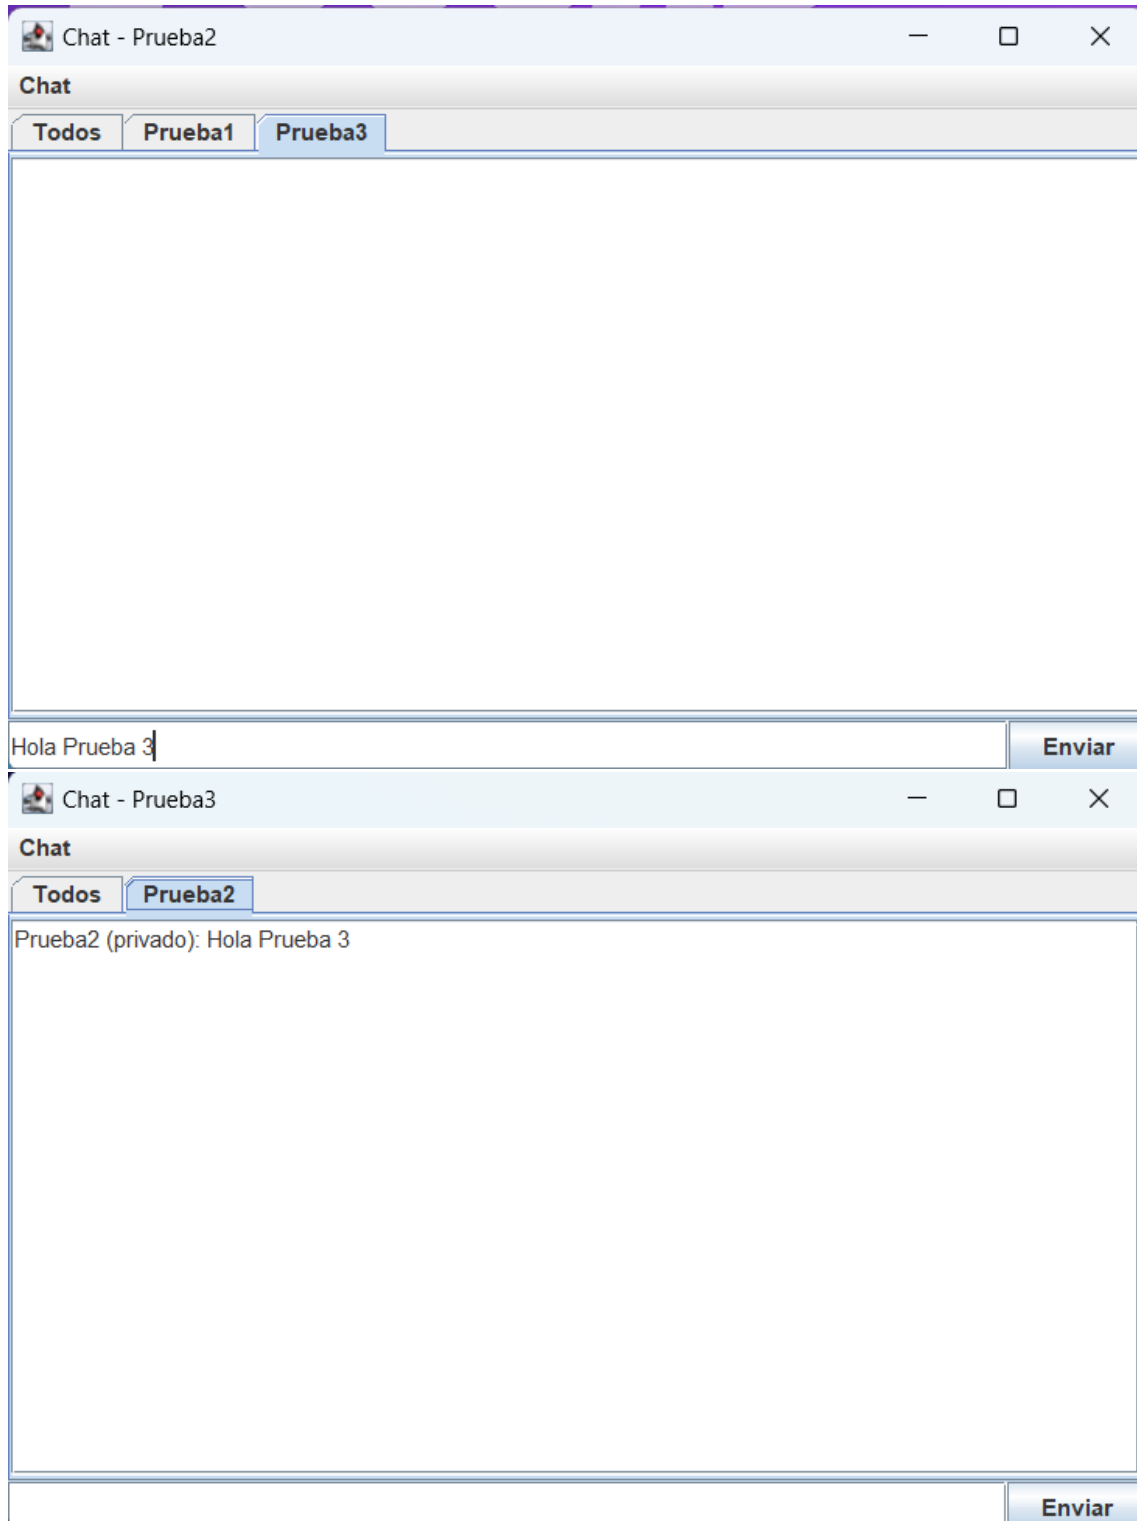 Chat - Prueba2
Chat
Todos Prueba1 Prueba3
Hola Prueba 3 Enviar
Chat - Prueba3
Chat
Todos Prueba2
Prueba2 (privado): Hola Prueba 3
Enviar